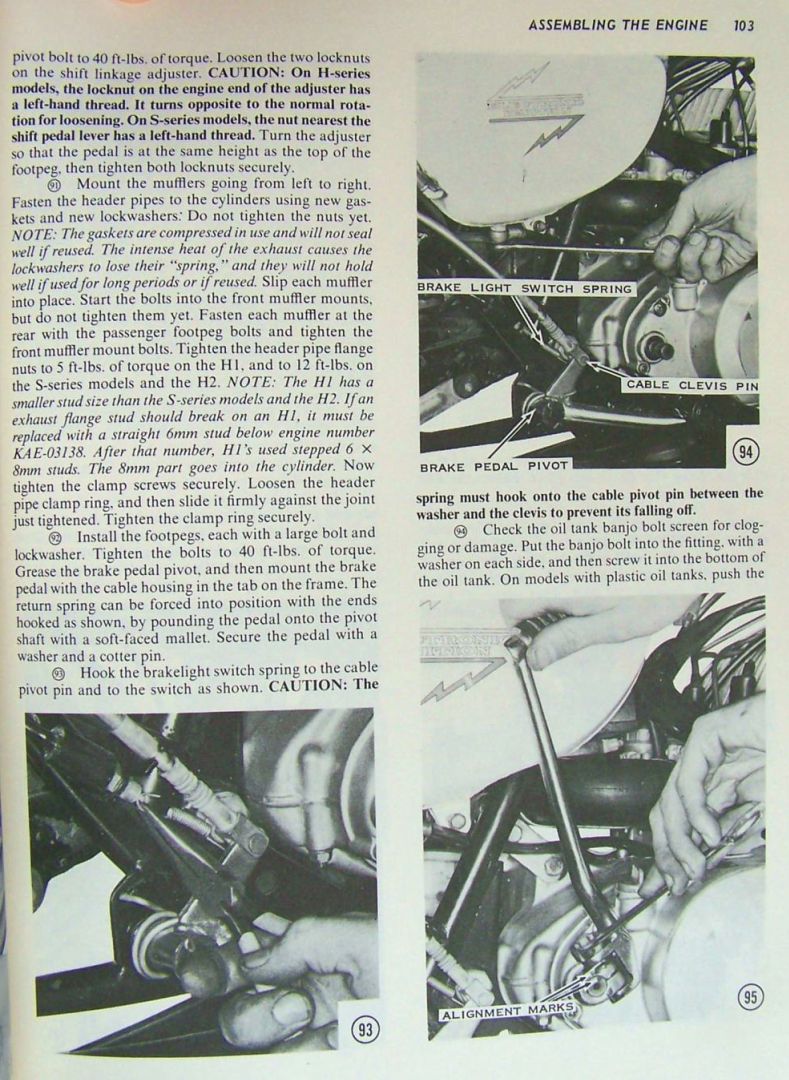 ASSEMBLING THE ENGINE 103
pivot bolt to 40 ft-lbs. of torque. Loosen the two locknuts
on the shift linkage adjuster. CAUTION: On H-series
models, the locknut on the engine end of the adjuster has
a left-hand thread. It turns opposite to the normal rota-
tion for loosening. On S-series models, the nut nearest the
shift pedal lever has a left-hand thread. Turn the adjuster
so that the pedal is at the same height as the top of the
footpeg, then tighten both locknuts securely.
㉛ Mount the mufflers going from left to right.
Fasten the header pipes to the cylinders using new gas-
kets and new lockwashers. Do not tighten the nuts yet.
NOTE: The gaskets are compressed in use and will not seal
well if reused. The intense heat of the exhaust causes the
lockwashers to lose their "spring," and they will not hold
well if used for long periods or if reused. Slip each muffler
into place. Start the bolts into the front muffler mounts,
but do not tighten them yet. Fasten each muffler at the
rear with the passenger footpeg bolts and tighten the
front muffler mount bolts. Tighten the header pipe flange
nuts to 5 ft-lbs. of torque on the H1, and to 12 ft-lbs. on
the S-series models and the H2. NOTE: The H1 has a
smaller stud size than the S-series models and the H2. If an
exhaust flange stud should break on an H1, it must be
replaced with a straight 6mm stud below engine number
KAE-03138. After that number, H1's used stepped 6 ×
8mm studs. The 8mm part goes into the cylinder. Now
tighten the clamp screws securely. Loosen the header
pipe clamp ring, and then slide it firmly against the joint
just tightened. Tighten the clamp ring securely.
92 Install the footpegs, each with a large bolt and
lockwasher. Tighten the bolts to 40 ft-lbs. of torque.
Grease the brake pedal pivot, and then mount the brake
pedal with the cable housing in the tab on the frame. The
return spring can be forced into position with the ends
hooked as shown, by pounding the pedal onto the pivot
shaft with a soft-faced mallet. Secure the pedal with a
washer and a cotter pin.
93 Hook the brakelight switch spring to the cable
pivot pin and to the switch as shown. CAUTION: The
93
BRAKE LIGHT SWITCH SPRING
CABLE CLEVIS PIN
BRAKE PEDAL PIVOT
94
spring must hook onto the cable pivot pin between the
washer and the clevis to prevent its falling off.
94 Check the oil tank banjo bolt screen for clog-
ging or damage. Put the banjo bolt into the fitting, with a
washer on each side, and then screw it into the bottom of
the oil tank. On models with plastic oil tanks, push the
ALIGNMENT MARKS
95